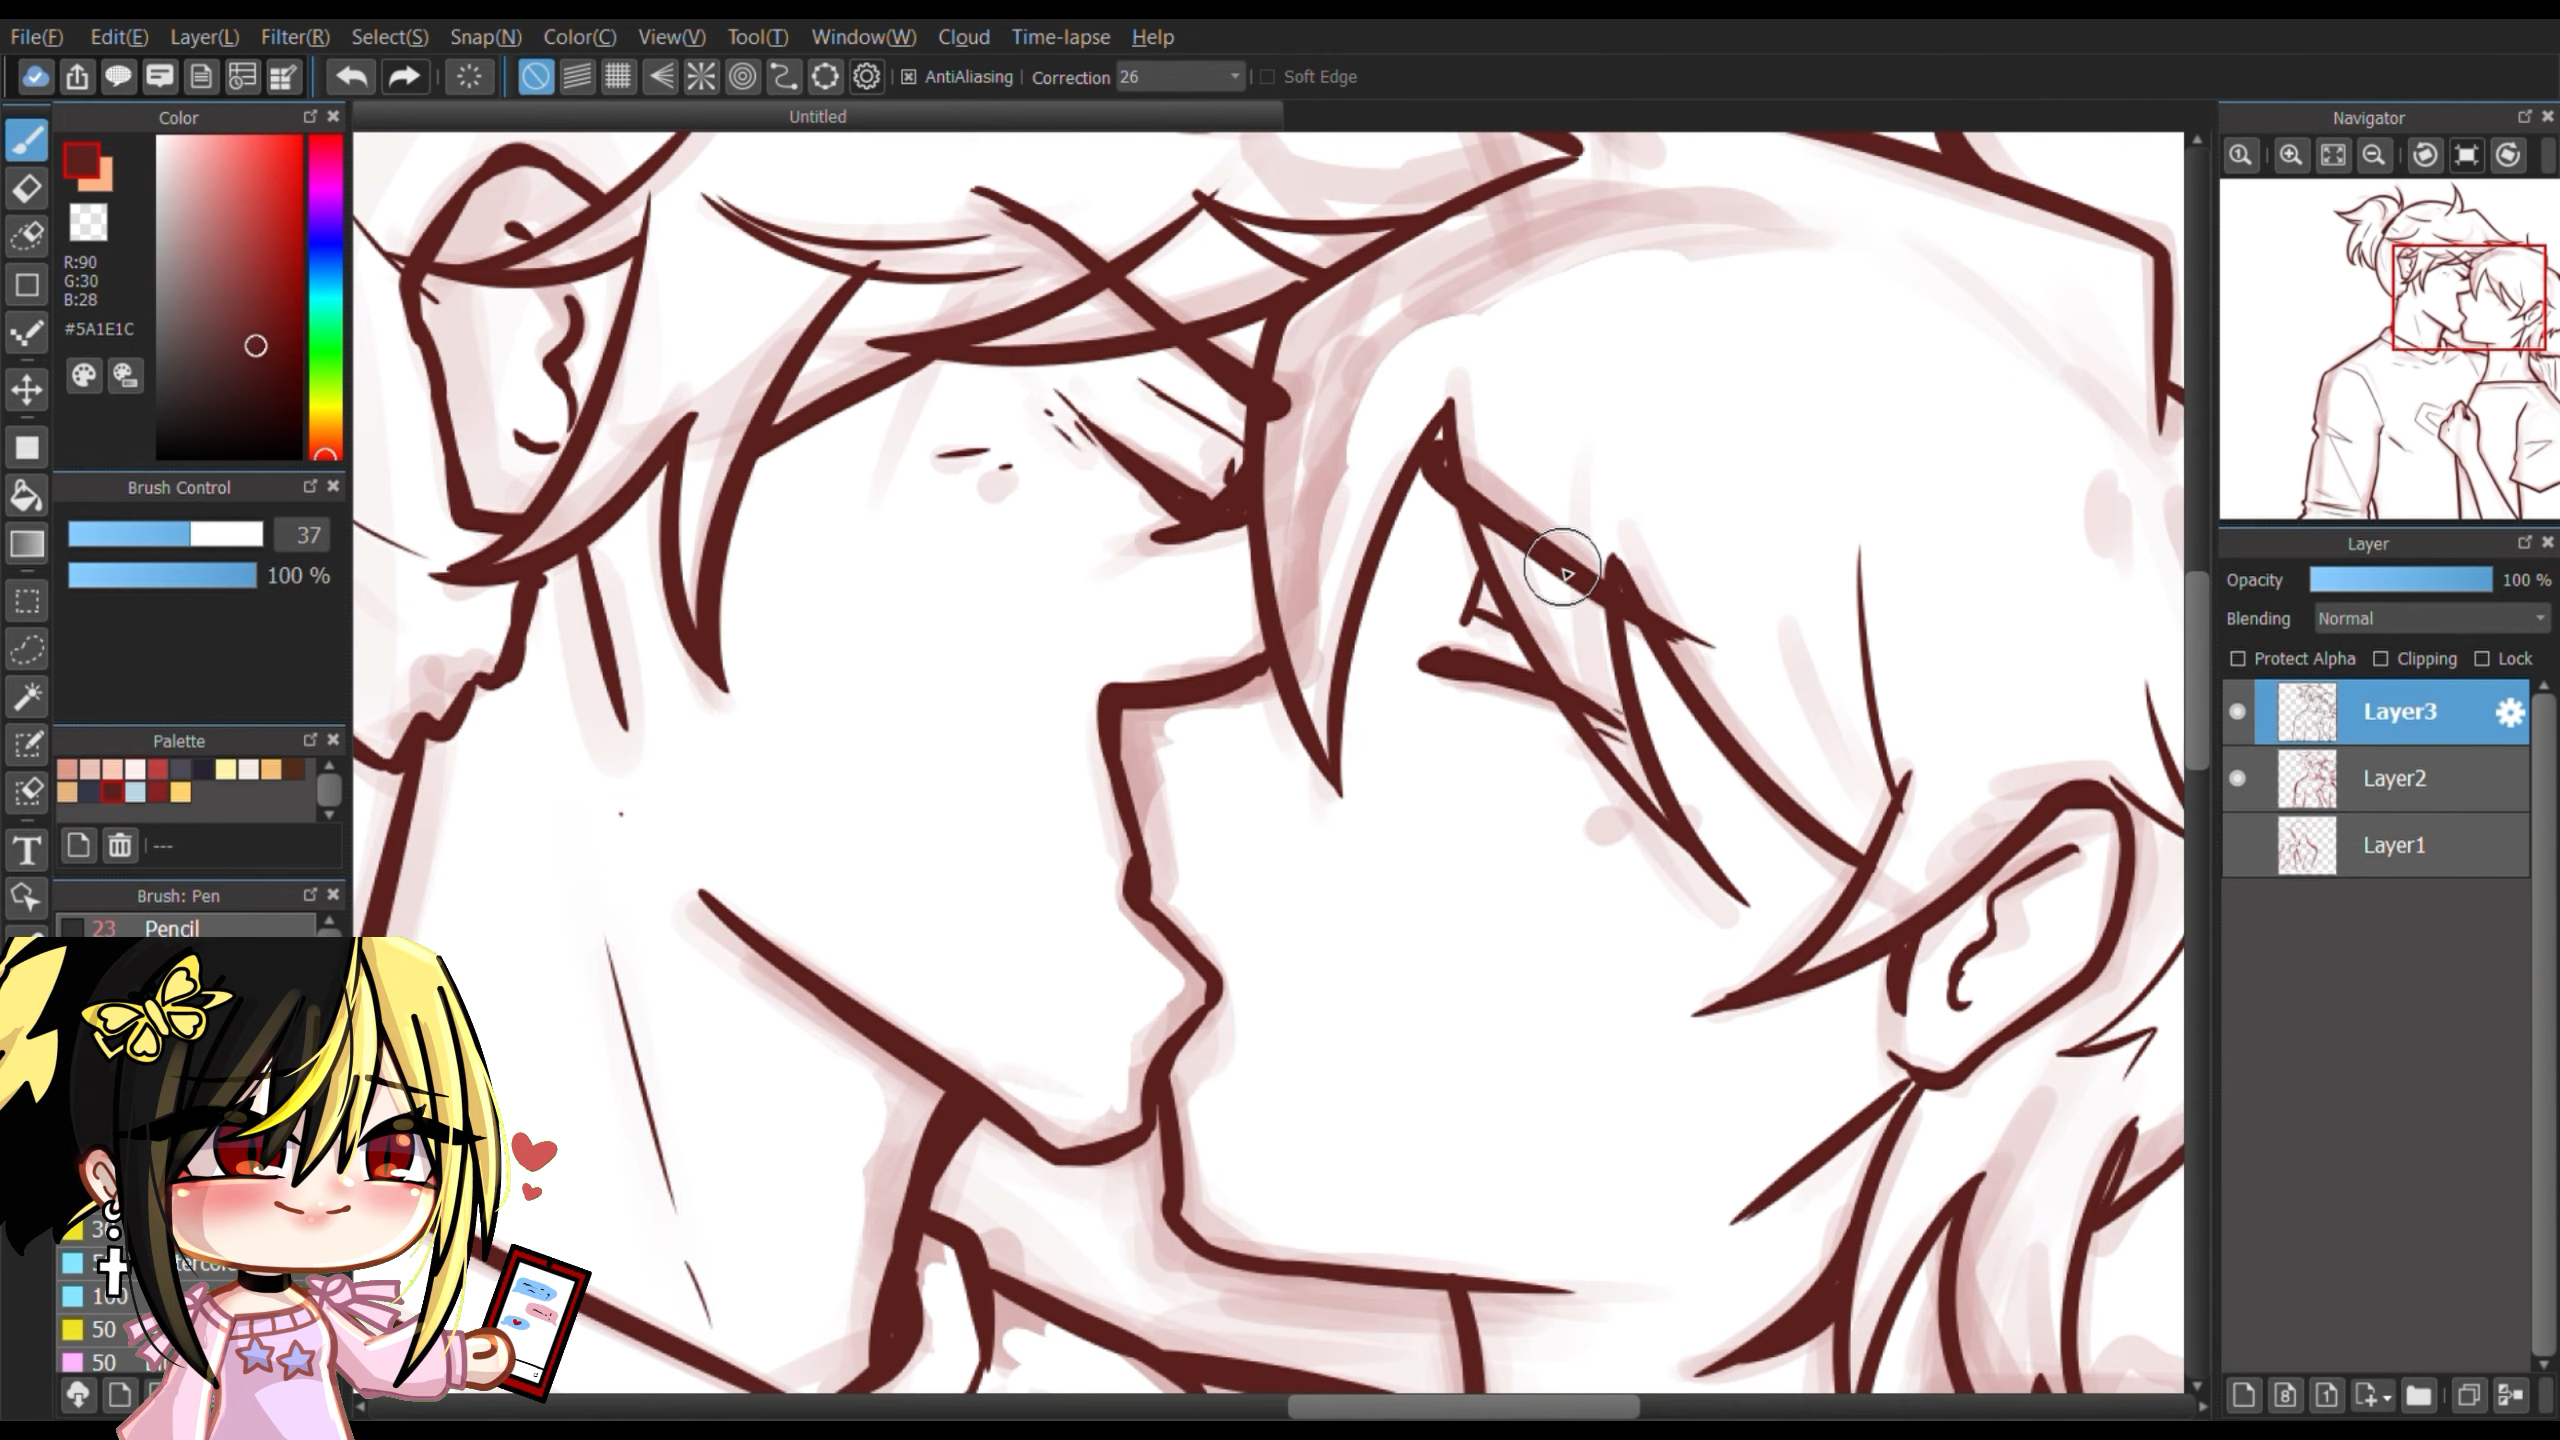 File(F) Edit(E) Layer(L) Filter(R) Select(S) Snap(N) Color(C) View(V) Tool(T) Window(W) Cloud Time-lapse Help
AntiAliasing Correction 26 Soft Edge
Color
Untitled
Navigator
R:90
G:30
B:28
#5A1E1C
Brush Control
37
100 %
Palette
---
Brush: Pen
23 Pencil
50
100
50
Layer
Opacity 100 %
Blending Normal
Protect Alpha Clipping Lock
Layer3
Layer2
Layer1